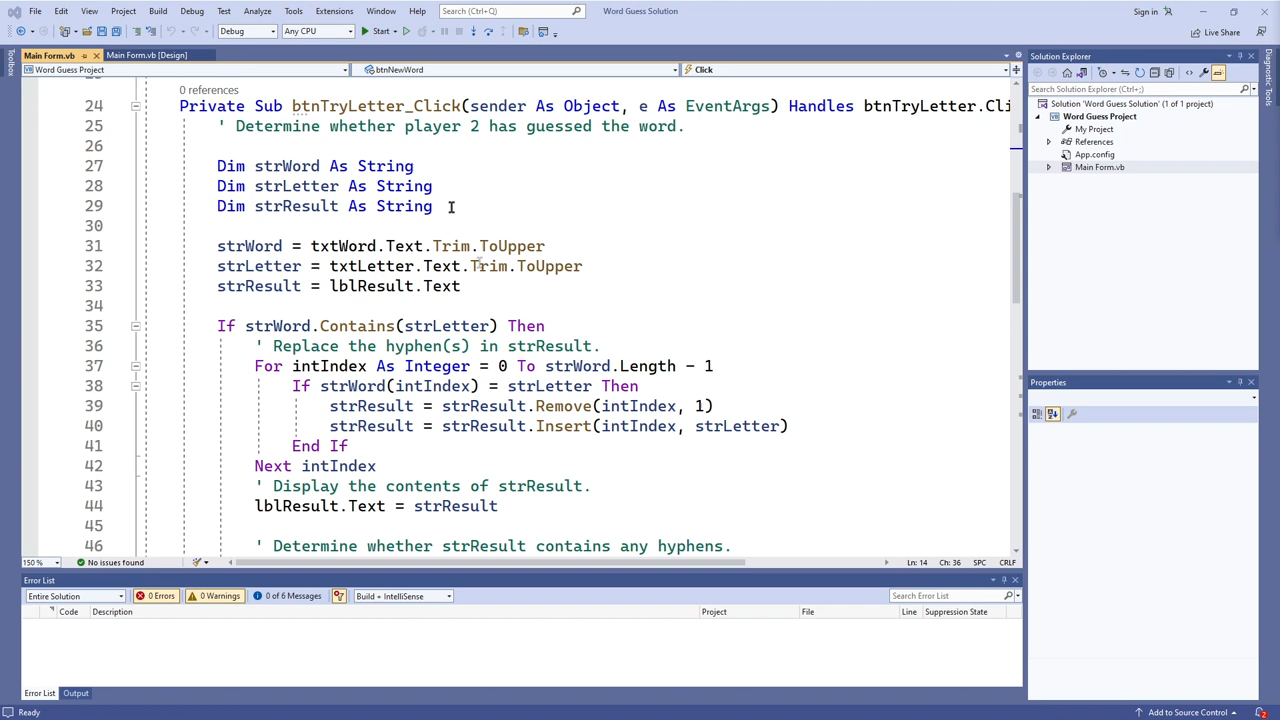 File Edit View Project Build Debug Test Analyze Tools Extensions Window Help Search (Ctrl+Q) Word Guess Solution Sign in
Debug Any CPU Start Live Share
Main Form.vb Main Form.vb [Design]
Word Guess Project btnNewWord Click
Toolbox
0 references
24 Private Sub btnTryLetter_Click(sender As Object, e As EventArgs) Handles btnTryLetter.Cli
25 ' Determine whether player 2 has guessed the word.
26
27 Dim strWord As String
28 Dim strLetter As String
29 Dim strResult As String
30
31 strWord = txtWord.Text.Trim.ToUpper
32 strLetter = txtLetter.Text.Trim.ToUpper
33 strResult = lblResult.Text
34
35 If strWord.Contains(strLetter) Then
36 ' Replace the hyphen(s) in strResult.
37 For intIndex As Integer = 0 To strWord.Length - 1
38 If strWord(intIndex) = strLetter Then
39 strResult = strResult.Remove(intIndex, 1)
40 strResult = strResult.Insert(intIndex, strLetter)
41 End If
42 Next intIndex
43 ' Display the contents of strResult.
44 lblResult.Text = strResult
45
46 ' Determine whether strResult contains any hyphens.
150 % No issues found Ln: 14 Ch: 36 SPC CRLF
Error List
Entire Solution 0 Errors 0 Warnings 0 of 6 Messages Build + IntelliSense Search Error List
Code Description Project File Line Suppression State
Error List Output
Ready Add to Source Control 2
Solution Explorer
Search Solution Explorer (Ctrl+;)
Solution 'Word Guess Solution' (1 of 1 project)
Word Guess Project
My Project
References
App.config
Main Form.vb
Properties
Diagnostic Tools